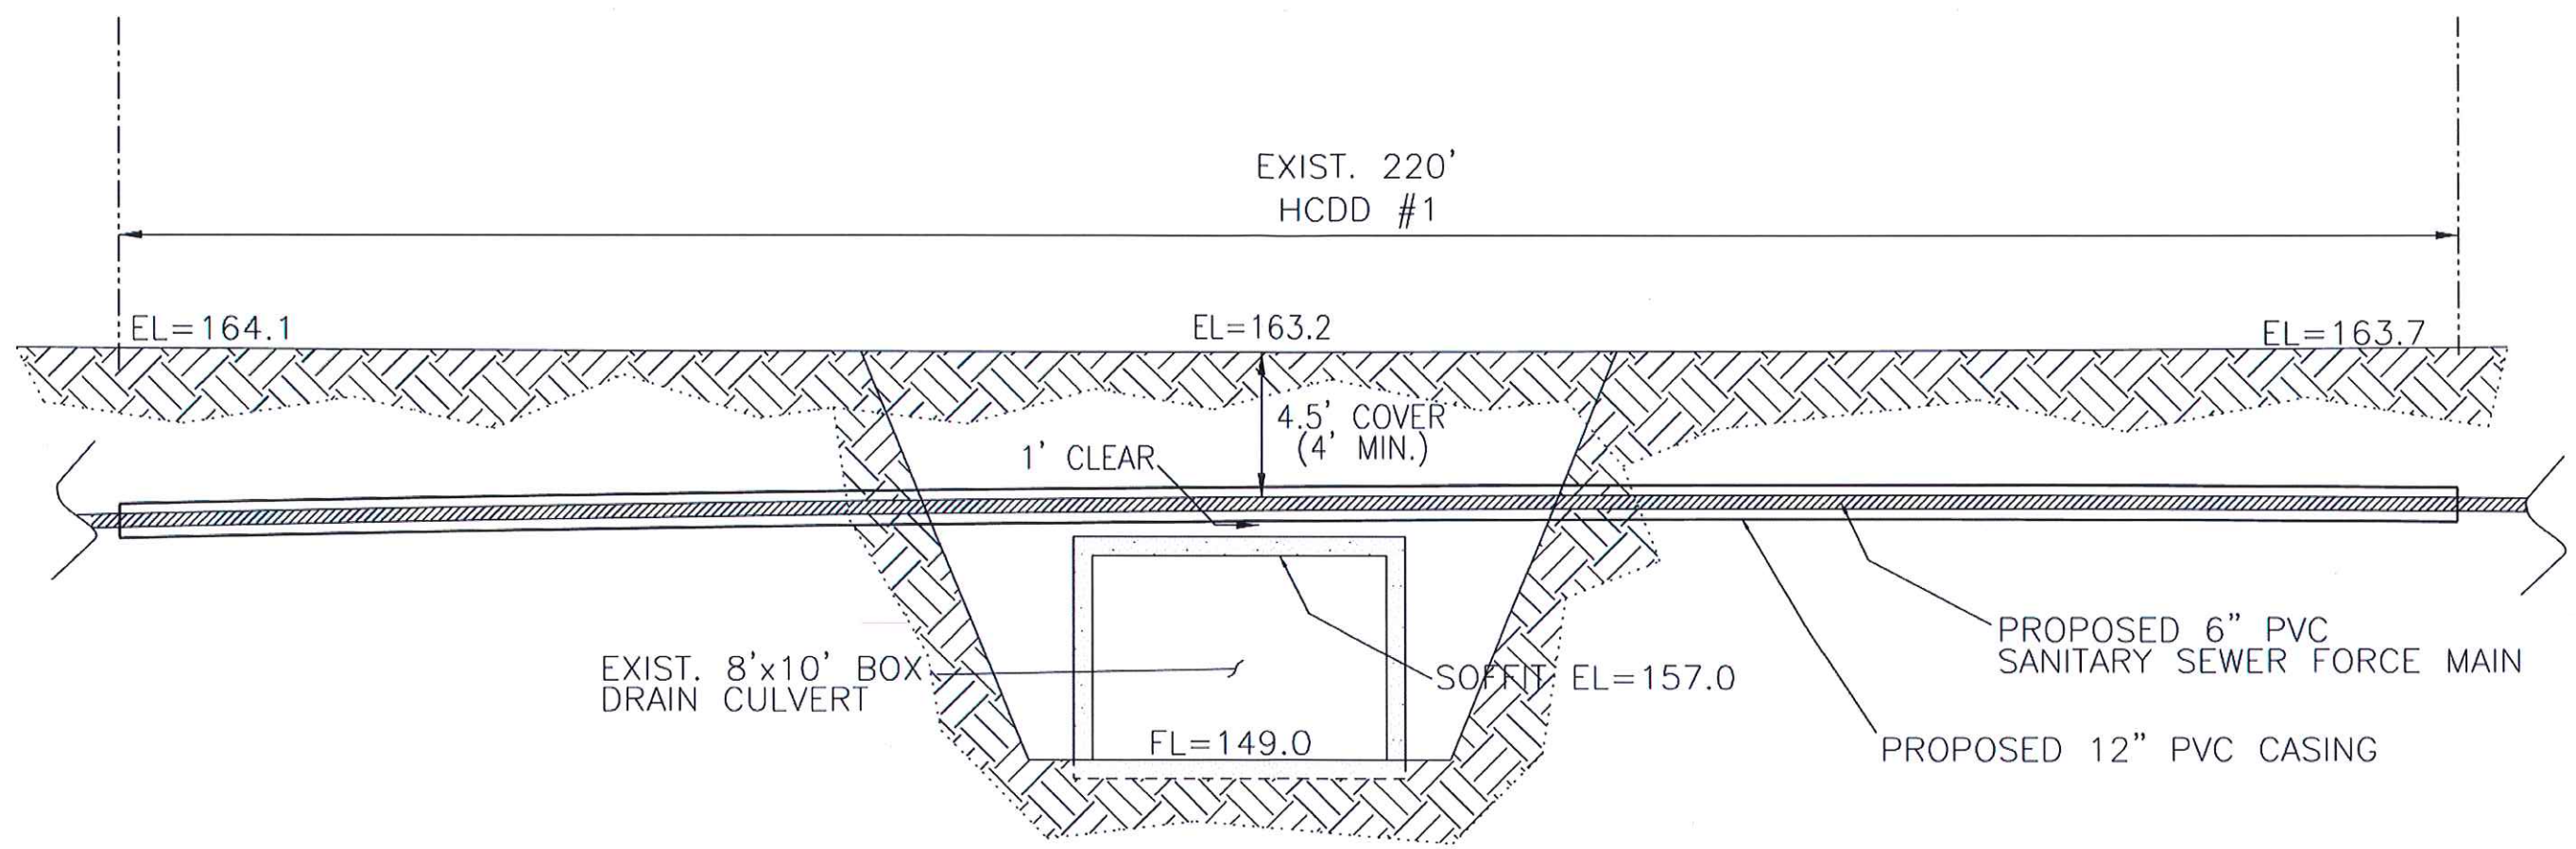 EXIST. 220'
HCDD #1
EL=164.1
EL=163.2
EL=163.7
4.5' COVER
(4' MIN.)
1' CLEAR
PROPOSED 6" PVC
SANITARY SEWER FORCE MAIN
EXIST. 8'x10' BOX
DRAIN CULVERT
SOFFIT EL=157.0
FL=149.0
PROPOSED 12" PVC CASING